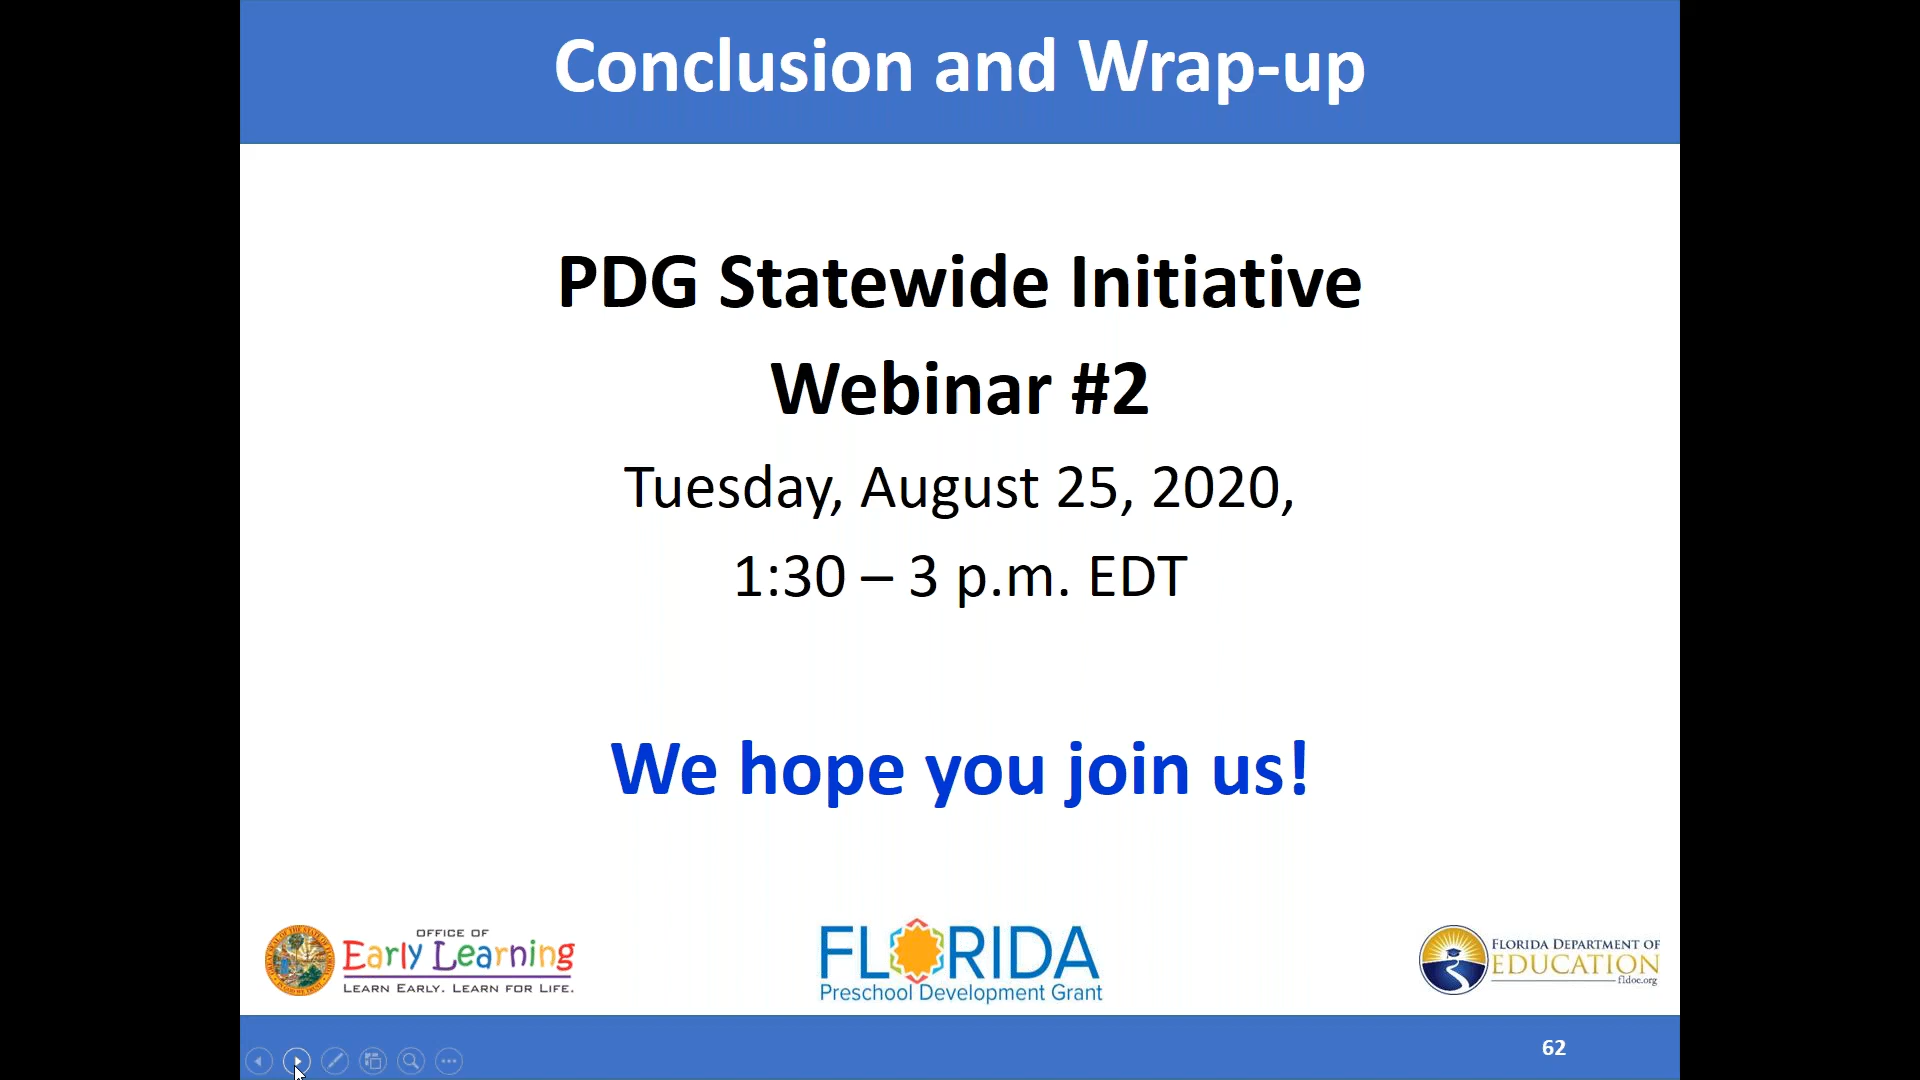 Conclusion and Wrap-up
PDG Statewide Initiative
Webinar #2
Tuesday, August 25, 2020,
1:30 – 3 p.m. EDT
We hope you join us!
OFFICE OF
Early Learning
LEARN EARLY. LEARN FOR LIFE.
FLORIDA
Preschool Development Grant
FLORIDA DEPARTMENT OF
EDUCATION
fldoe.org
62